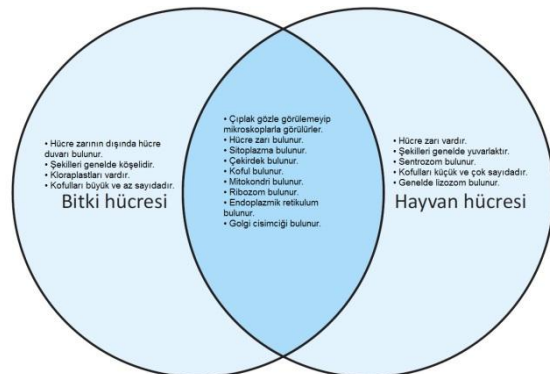 • Hücre zarının dışında hücre
duvarı bulunur.
• Şekilleri genelde köşelidir.
• Kloraplastları vardır.
• Kofulları büyük ve az sayıdadır.
Bitki hücresi
• Çıplak gözle görülemeyip
mikroskoplarla görülürler.
• Hücre zarı bulunur.
• Sitoplazma bulunur.
• Çekirdek bulunur.
• Koful bulunur.
• Mitokondri bulunur.
• Ribozom bulunur.
• Endoplazmik retikulum
bulunur.
• Golgi cisimciği bulunur.
• Hücre zarı vardır.
• Şekilleri genelde yuvarlaktır.
• Sentrozom bulunur.
• Kofulları küçük ve çok sayıdadır.
• Genelde lizozom bulunur.
Hayvan hücresi